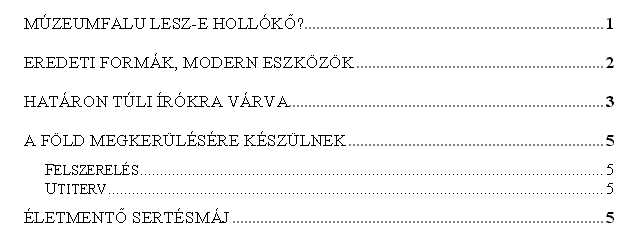 MÚZEUMFALU LESZ-E HOLLÓKŐ?...............1
EREDETI FORMÁK, MODERN ESZKÖZÖK...............2
HATÁRON TÚLI ÍRÓKRA VÁRVA...............3
A FÖLD MEGKERÜLÉSÉRE KÉSZÜLNEK...............5
FELSZERELÉS...............5
UTITERV...............5
ÉLETMENTŐ SERTÉSMÁJ...............5